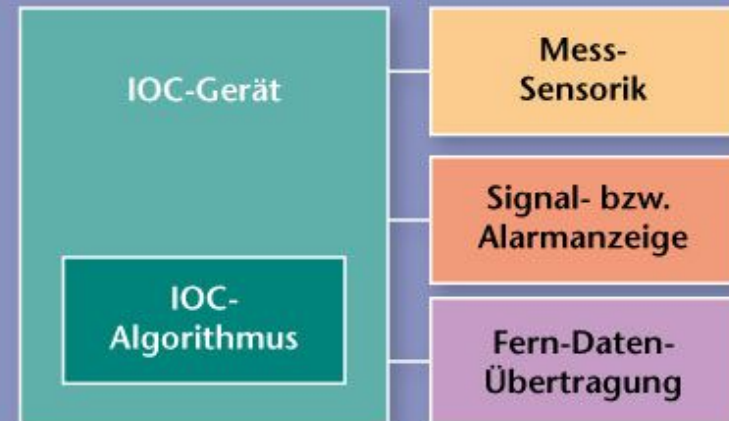 IOC-Gerät
IOC-
Algorithmus
Mess-
Sensorik
Signal- bzw.
Alarmanzeige
Fern-Daten-
Übertragung